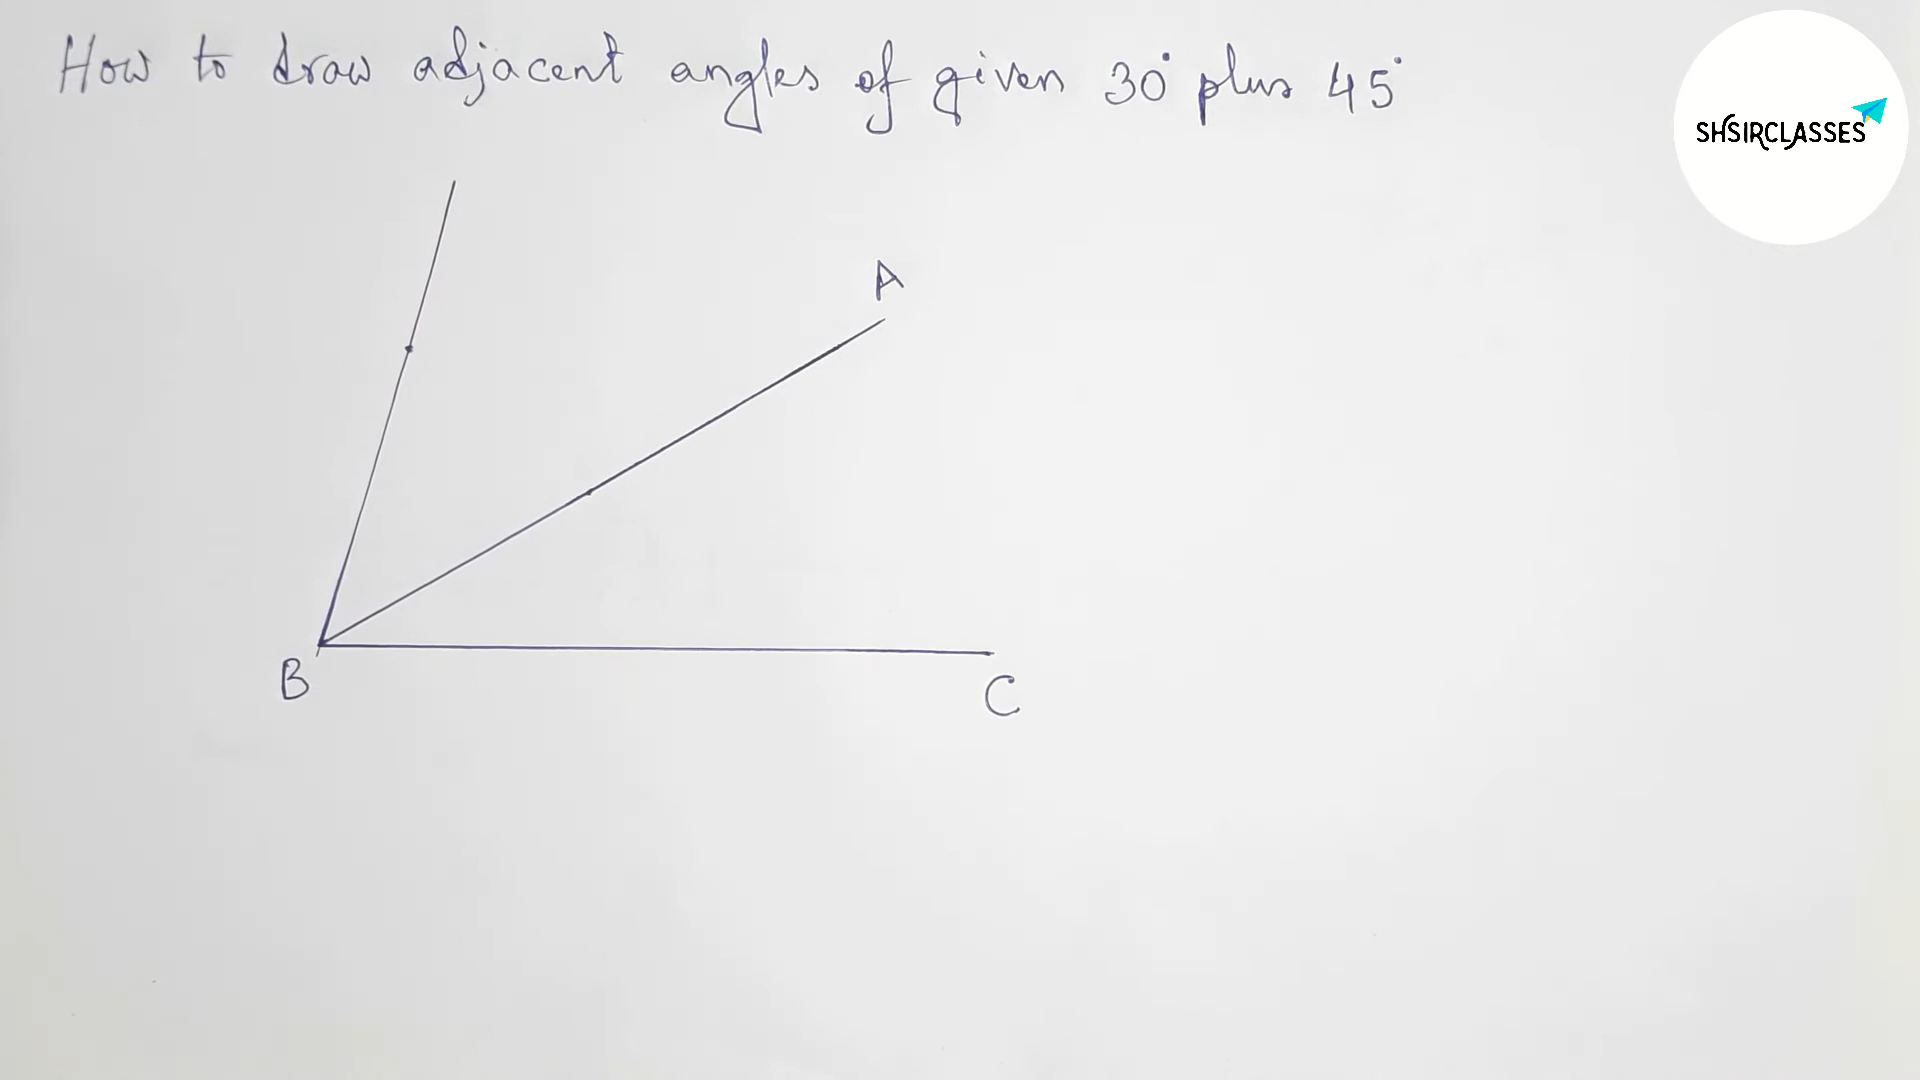 How to draw adjacent angles of given 30° plus 45°
SHSIRCLASSES
A
B
C